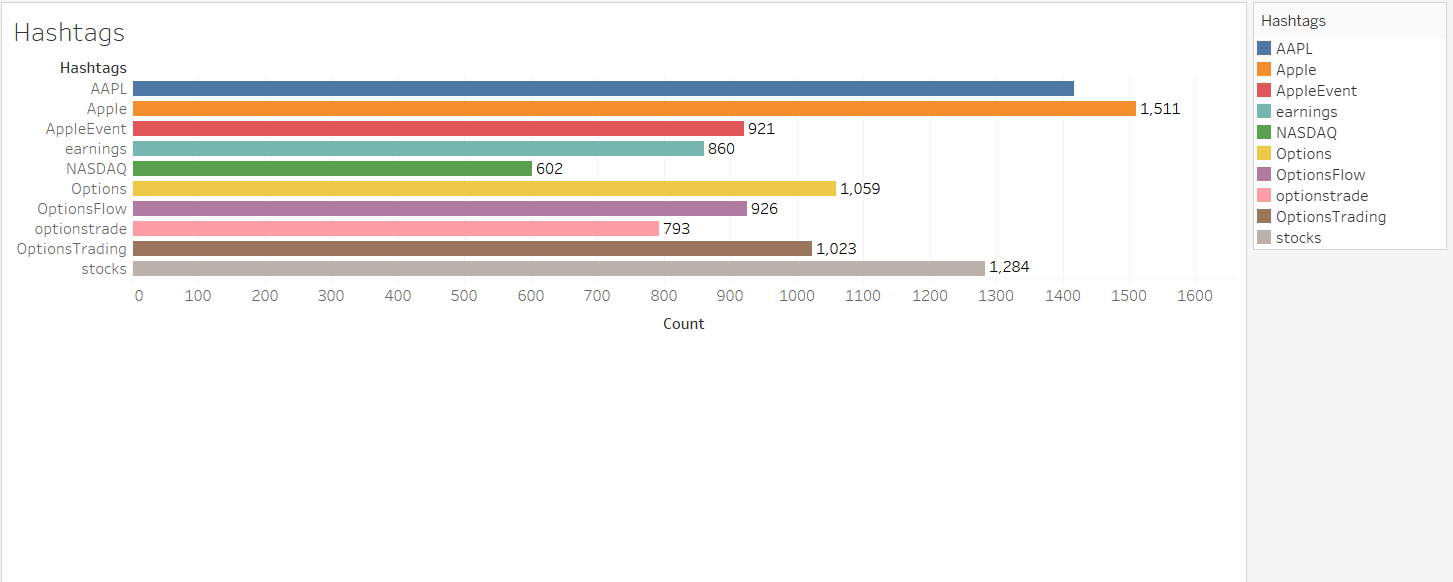 Hashtags
Hashtags
AAPL
Apple 1,511
AppleEvent 921
earnings 860
NASDAQ 602
Options 1,059
OptionsFlow 926
optionstrade 793
OptionsTrading 1,023
stocks 1,284
0 100 200 300 400 500 600 700 800 900 1000 1100 1200 1300 1400 1500 1600
Count
Hashtags
AAPL
Apple
AppleEvent
earnings
NASDAQ
Options
OptionsFlow
optionstrade
OptionsTrading
stocks